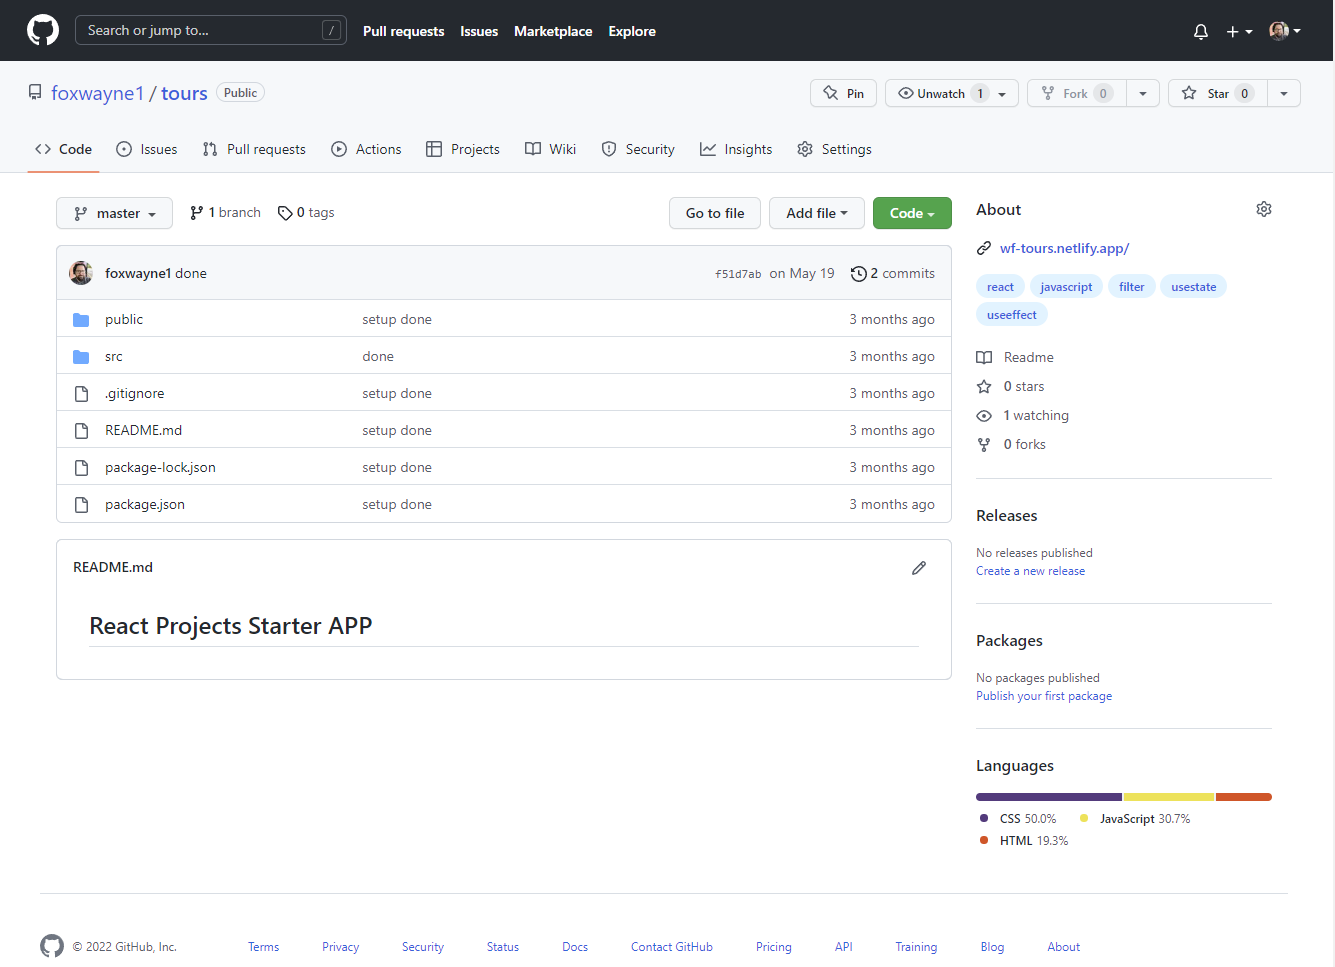 Search or jump to... /
Pull requests Issues Marketplace Explore
foxwayne1 / tours Public
Pin Unwatch 1 Fork 0 Star 0
Code Issues Pull requests Actions Projects Wiki Security Insights Settings
master 1 branch 0 tags Go to file Add file Code
foxwayne1 done f51d7ab on May 19 2 commits
public setup done 3 months ago
src done 3 months ago
.gitignore setup done 3 months ago
README.md setup done 3 months ago
package-lock.json setup done 3 months ago
package.json setup done 3 months ago
README.md
React Projects Starter APP
About
wf-tours.netlify.app/
react javascript filter usestate
useeffect
Readme
0 stars
1 watching
0 forks
Releases
No releases published
Create a new release
Packages
No packages published
Publish your first package
Languages
CSS 50.0% JavaScript 30.7%
HTML 19.3%
© 2022 GitHub, Inc. Terms Privacy Security Status Docs Contact GitHub Pricing API Training Blog About